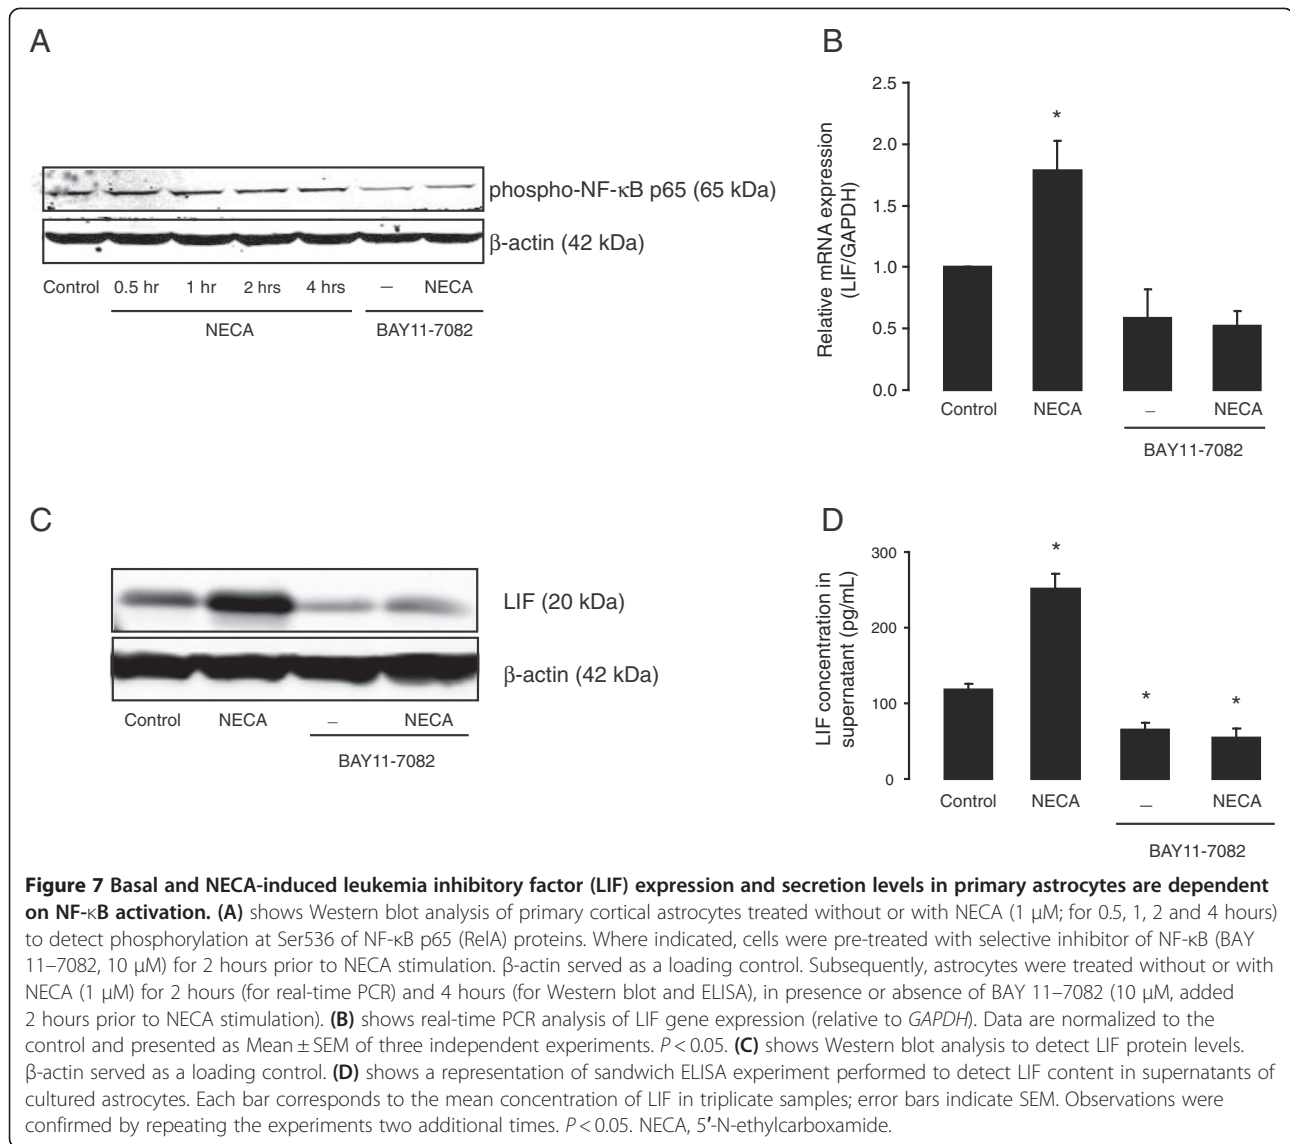 A
phospho-NF-κB p65 (65 kDa)
β-actin (42 kDa)
Control 0.5 hr 1 hr 2 hrs 4 hrs – NECA
NECA BAY11-7082
B
Relative mRNA expression
(LIF/GAPDH)
2.5
2.0
1.5
1.0
0.5
0.0
*
Control NECA – NECA
BAY11-7082
C
LIF (20 kDa)
β-actin (42 kDa)
Control NECA – NECA
BAY11-7082
D
LIF concentration in
supernatant (pg/mL)
300
200
100
0
*
* *
Control NECA – NECA
BAY11-7082
Figure 7 Basal and NECA-induced leukemia inhibitory factor (LIF) expression and secretion levels in primary astrocytes are dependent
on NF-κB activation. (A) shows Western blot analysis of primary cortical astrocytes treated without or with NECA (1 μM; for 0.5, 1, 2 and 4 hours)
to detect phosphorylation at Ser536 of NF-κB p65 (RelA) proteins. Where indicated, cells were pre-treated with selective inhibitor of NF-κB (BAY
11–7082, 10 μM) for 2 hours prior to NECA stimulation. β-actin served as a loading control. Subsequently, astrocytes were treated without or with
NECA (1 μM) for 2 hours (for real-time PCR) and 4 hours (for Western blot and ELISA), in presence or absence of BAY 11–7082 (10 μM, added
2 hours prior to NECA stimulation). (B) shows real-time PCR analysis of LIF gene expression (relative to GAPDH). Data are normalized to the
control and presented as Mean ± SEM of three independent experiments. P < 0.05. (C) shows Western blot analysis to detect LIF protein levels.
β-actin served as a loading control. (D) shows a representation of sandwich ELISA experiment performed to detect LIF content in supernatants of
cultured astrocytes. Each bar corresponds to the mean concentration of LIF in triplicate samples; error bars indicate SEM. Observations were
confirmed by repeating the experiments two additional times. P < 0.05. NECA, 5′-N-ethylcarboxamide.